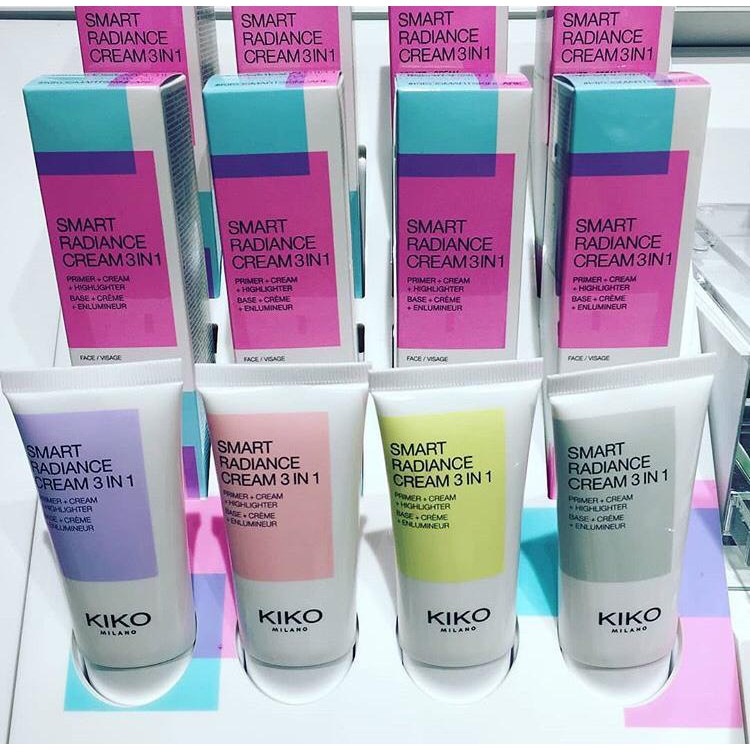 SMART
RADIANCE
CREAM 3 IN 1
SMART
RADIANCE
CREAM 3 IN 1
SMART
RADIANCE
CREAM 3 IN 1
SMART
RADIANCE
CREAM 3 IN 1
SMART
RADIANCE
CREAM 3 IN 1
PRIMER + CREAM
+ HIGHLIGHTER
BASE + CRÈME
+ ENLUMINEUR
FACE / VISAGE
SMART
RADIANCE
CREAM 3 IN 1
PRIMER + CREAM
+ HIGHLIGHTER
BASE + CRÈME
+ ENLUMINEUR
FACE / VISAGE
SMART
RADIANCE
CREAM 3 IN 1
PRIMER + CREAM
+ HIGHLIGHTER
BASE + CRÈME
+ ENLUMINEUR
FACE / VISAGE
SMART
RADIANCE
CREAM 3 IN 1
PRIMER + CREAM
+ HIGHLIGHTER
BASE + CRÈME
+ ENLUMINEUR
FACE / VISAGE
SMART
RADIANCE
CREAM 3 IN 1
PRIMER + CREAM
+ HIGHLIGHTER
BASE + CRÈME
+ ENLUMINEUR
KIKO
MILANO
SMART
RADIANCE
CREAM 3 IN 1
PRIMER + CREAM
+ HIGHLIGHTER
BASE + CRÈME
+ ENLUMINEUR
KIKO
MILANO
SMART
RADIANCE
CREAM 3 IN 1
PRIMER + CREAM
+ HIGHLIGHTER
BASE + CRÈME
+ ENLUMINEUR
KIKO
MILANO
SMART
RADIANCE
CREAM 3 IN 1
PRIMER + CREAM
+ HIGHLIGHTER
BASE + CRÈME
+ ENLUMINEUR
KIKO
MILANO